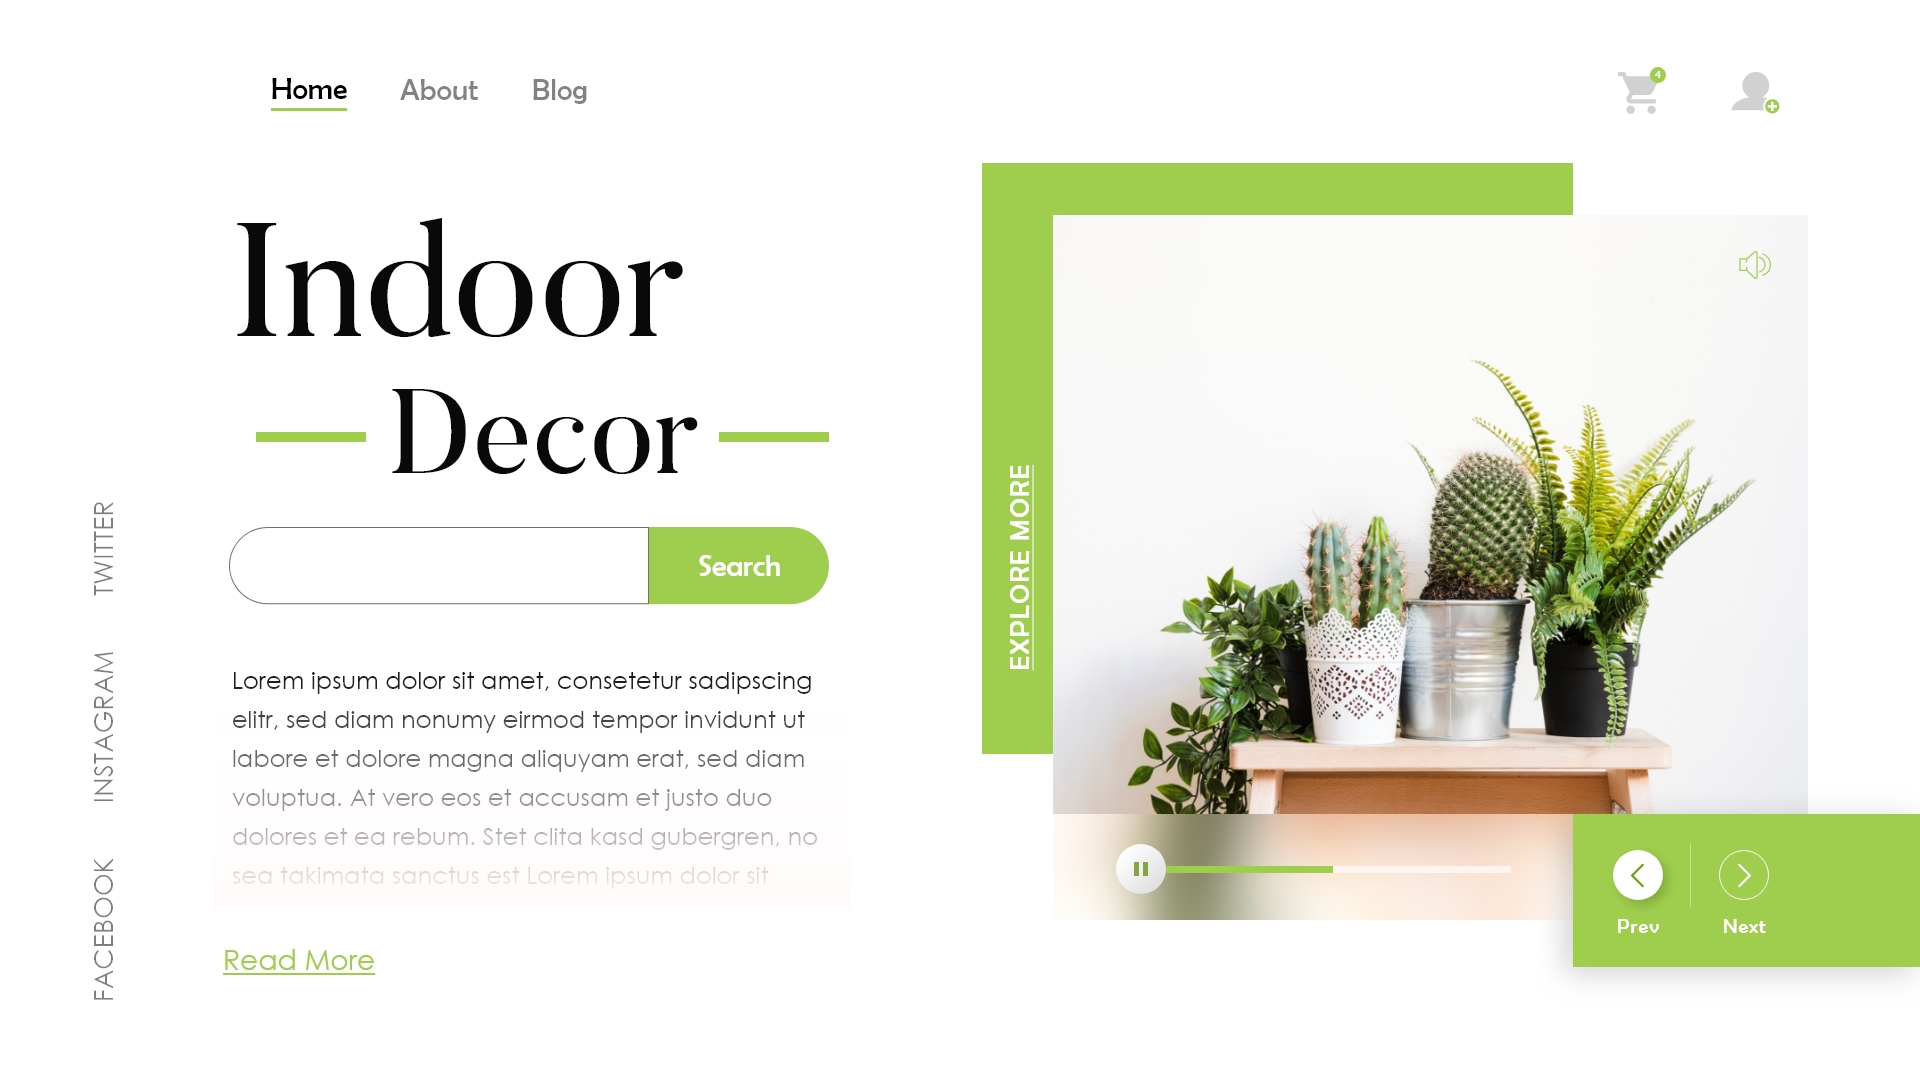 Home
About
Blog
4
Indoor
Decor
Search
Lorem ipsum dolor sit amet, consetetur sadipscing
elitr, sed diam nonumy eirmod tempor invidunt ut
labore et dolore magna aliquyam erat, sed diam
voluptua. At vero eos et accusam et justo duo
dolores et ea rebum. Stet clita kasd gubergren, no
sea takimata sanctus est Lorem ipsum dolor sit
Read More
TWITTER
INSTAGRAM
FACEBOOK
EXPLORE MORE
Prev
Next